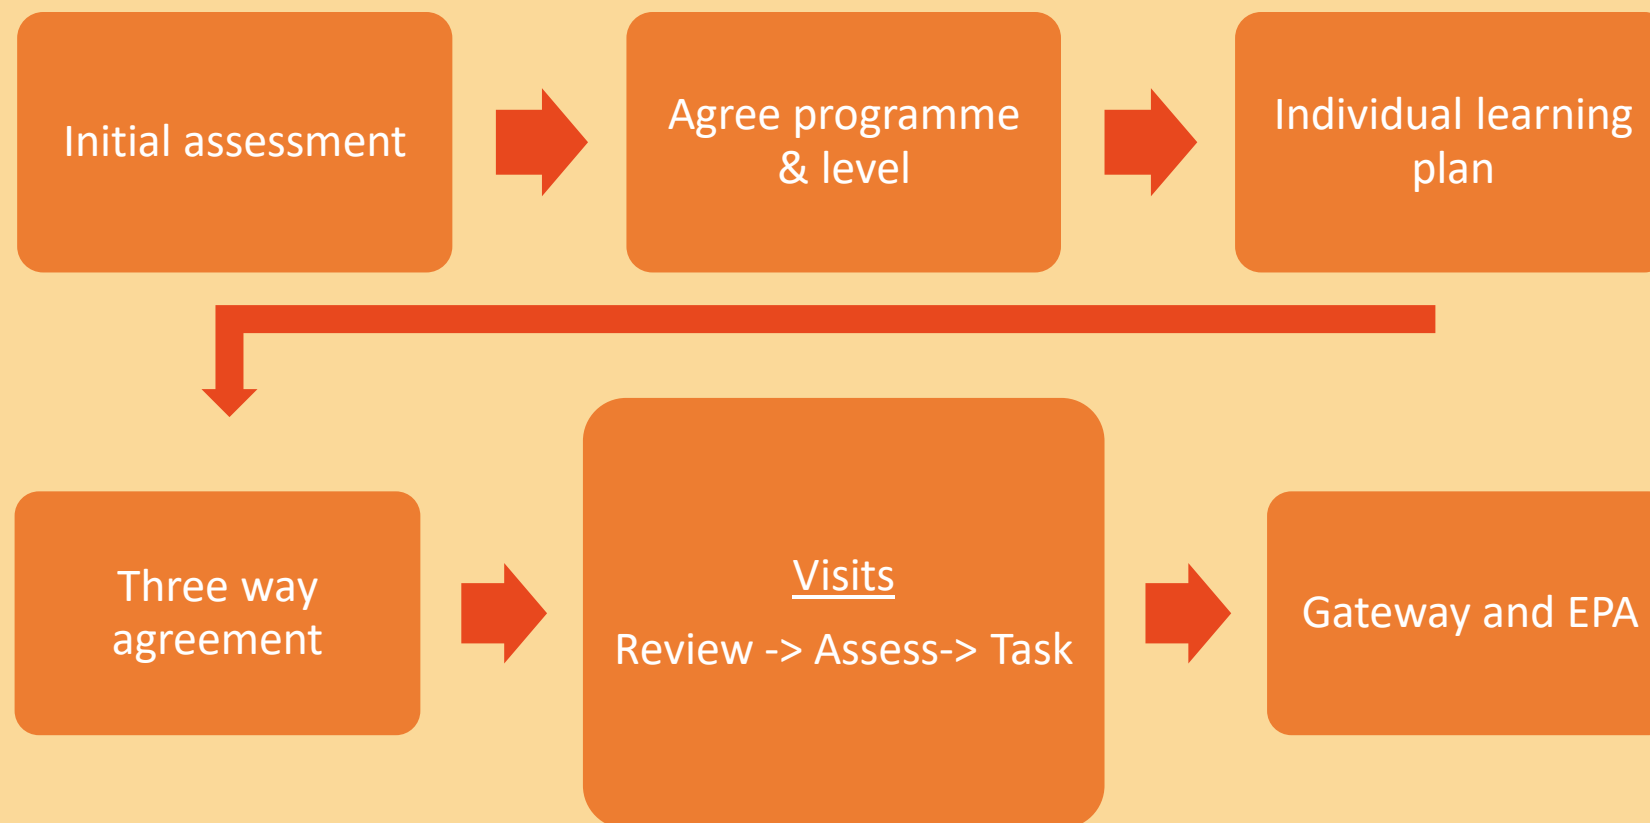 Initial assessment
Agree programme
& level
Individual learning
plan
Three way
agreement
Visits
Review -> Assess-> Task
Gateway and EPA